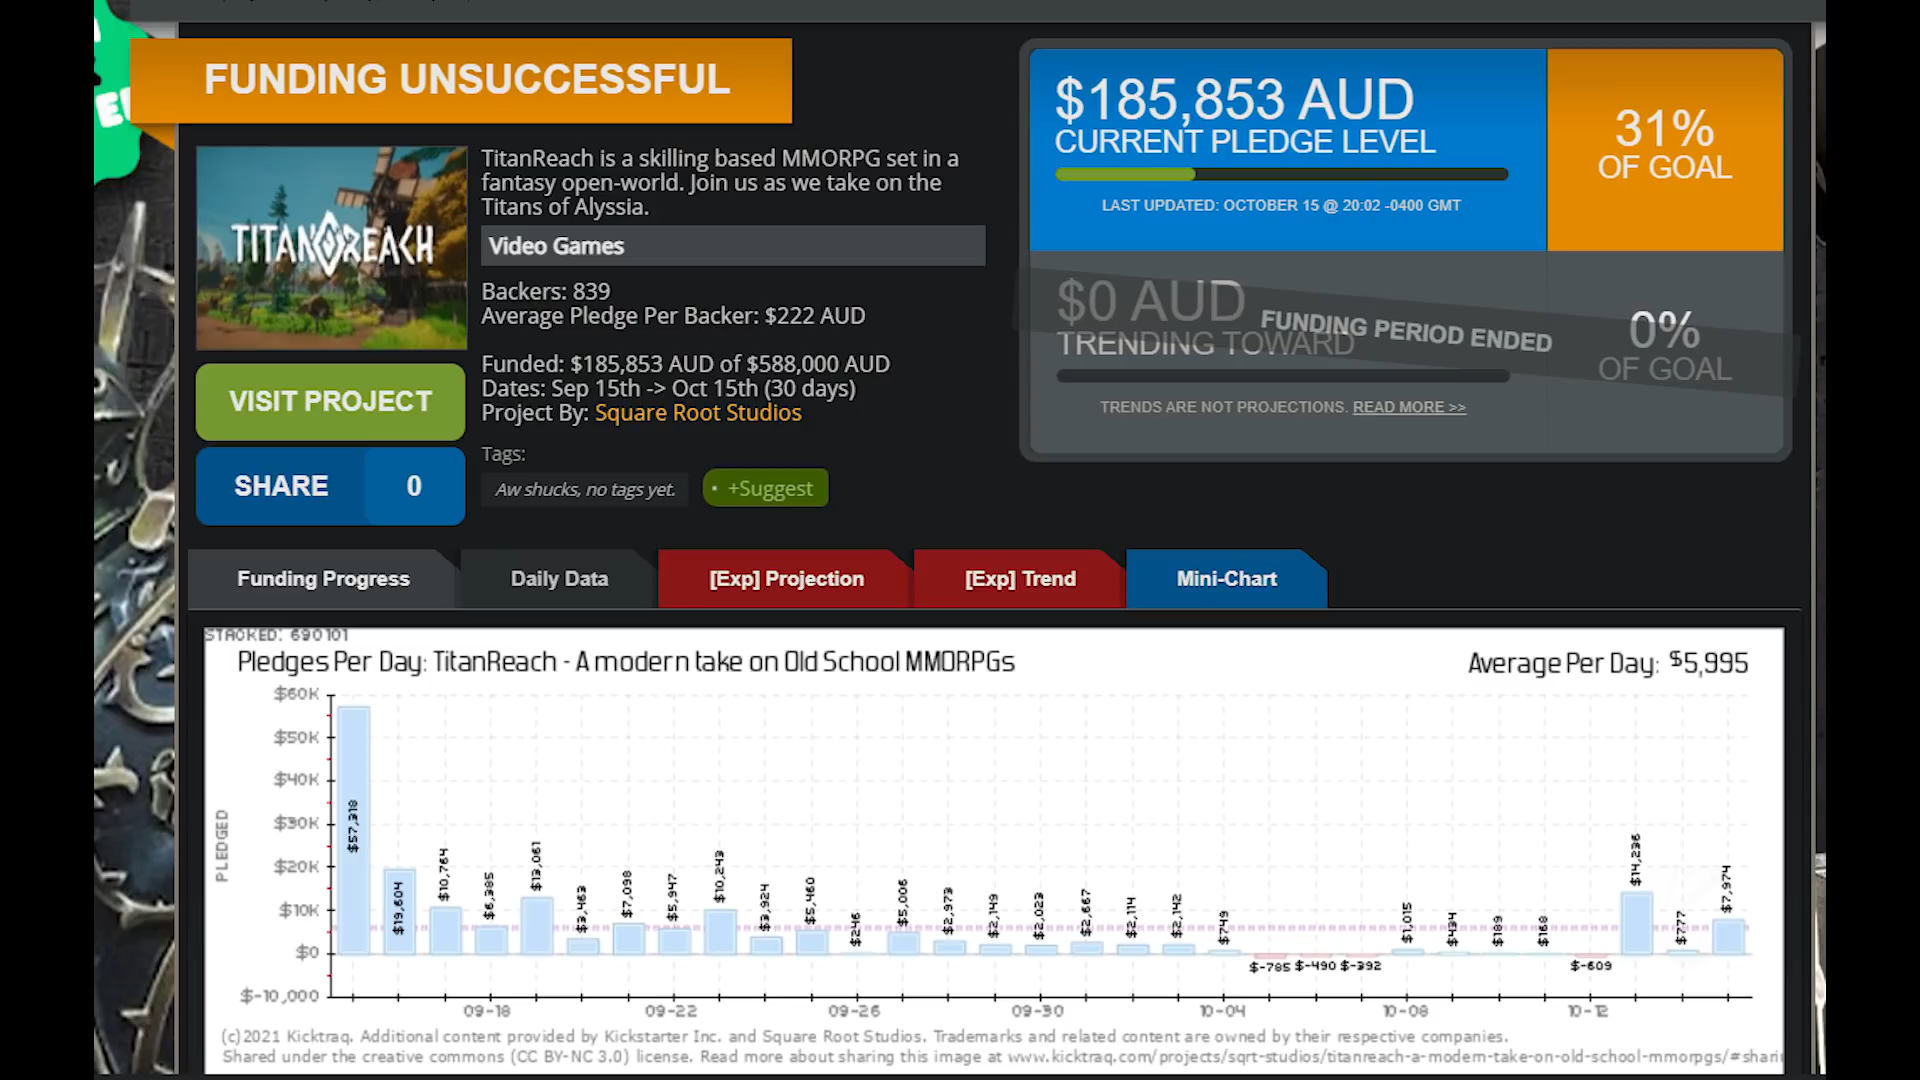 FUNDING UNSUCCESSFUL
TITANREACH
TitanReach is a skilling based MMORPG set in a
fantasy open-world. Join us as we take on the
Titans of Alyssia.
Video Games
Backers: 839
Average Pledge Per Backer: $222 AUD
Funded: $185,853 AUD of $588,000 AUD
Dates: Sep 15th -> Oct 15th (30 days)
Project By: Square Root Studios
Tags:
Aw shucks, no tags yet.
+Suggest
VISIT PROJECT
SHARE 0
$185,853 AUD
CURRENT PLEDGE LEVEL
LAST UPDATED: OCTOBER 15 @ 20:02 -0400 GMT
31%
OF GOAL
$0 AUD
TRENDING TOWARD
FUNDING PERIOD ENDED
0%
OF GOAL
TRENDS ARE NOT PROJECTIONS. READ MORE >>
Funding Progress
Daily Data
[Exp] Projection
[Exp] Trend
Mini-Chart
STACKED: 690101
Pledges Per Day: TitanReach - A modern take on Old School MMORPGs
Average Per Day: $5,995
PLEDGED
$60K
$50K
$40K
$30K
$20K
$10K
$0
$-10,000
$57,318
$19,604
$10,764
$6,385
$13,061
$3,463
$7,098
$5,947
$10,243
$3,924
$5,460
$246
$5,006
$2,973
$2,149
$2,023
$2,667
$2,114
$2,142
$749
$-785
$-490
$-392
$1,015
$434
$189
$168
$-609
$14,236
$777
$7,974
09-18
09-22
09-26
09-30
10-04
10-08
10-12
(c)2021 Kicktraq. Additional content provided by Kickstarter Inc. and Square Root Studios. Trademarks and related content are owned by their respective companies.
Shared under the creative commons (CC BY-NC 3.0) license. Read more about sharing this image at www.kicktraq.com/projects/sqrt-studios/titanreach-a-modern-take-on-old-school-mmorpgs/#shari